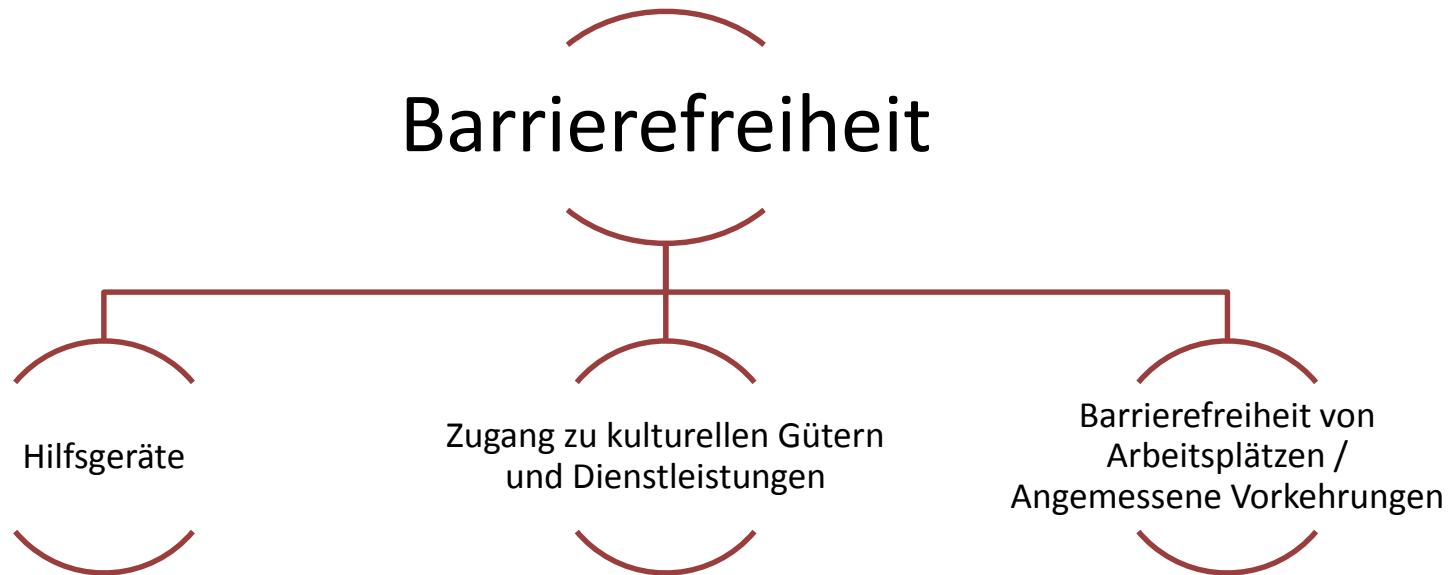 Barrierefreiheit
Hilfsgeräte
Zugang zu kulturellen Gütern
und Dienstleistungen
Barrierefreiheit von
Arbeitsplätzen /
Angemessene Vorkehrungen